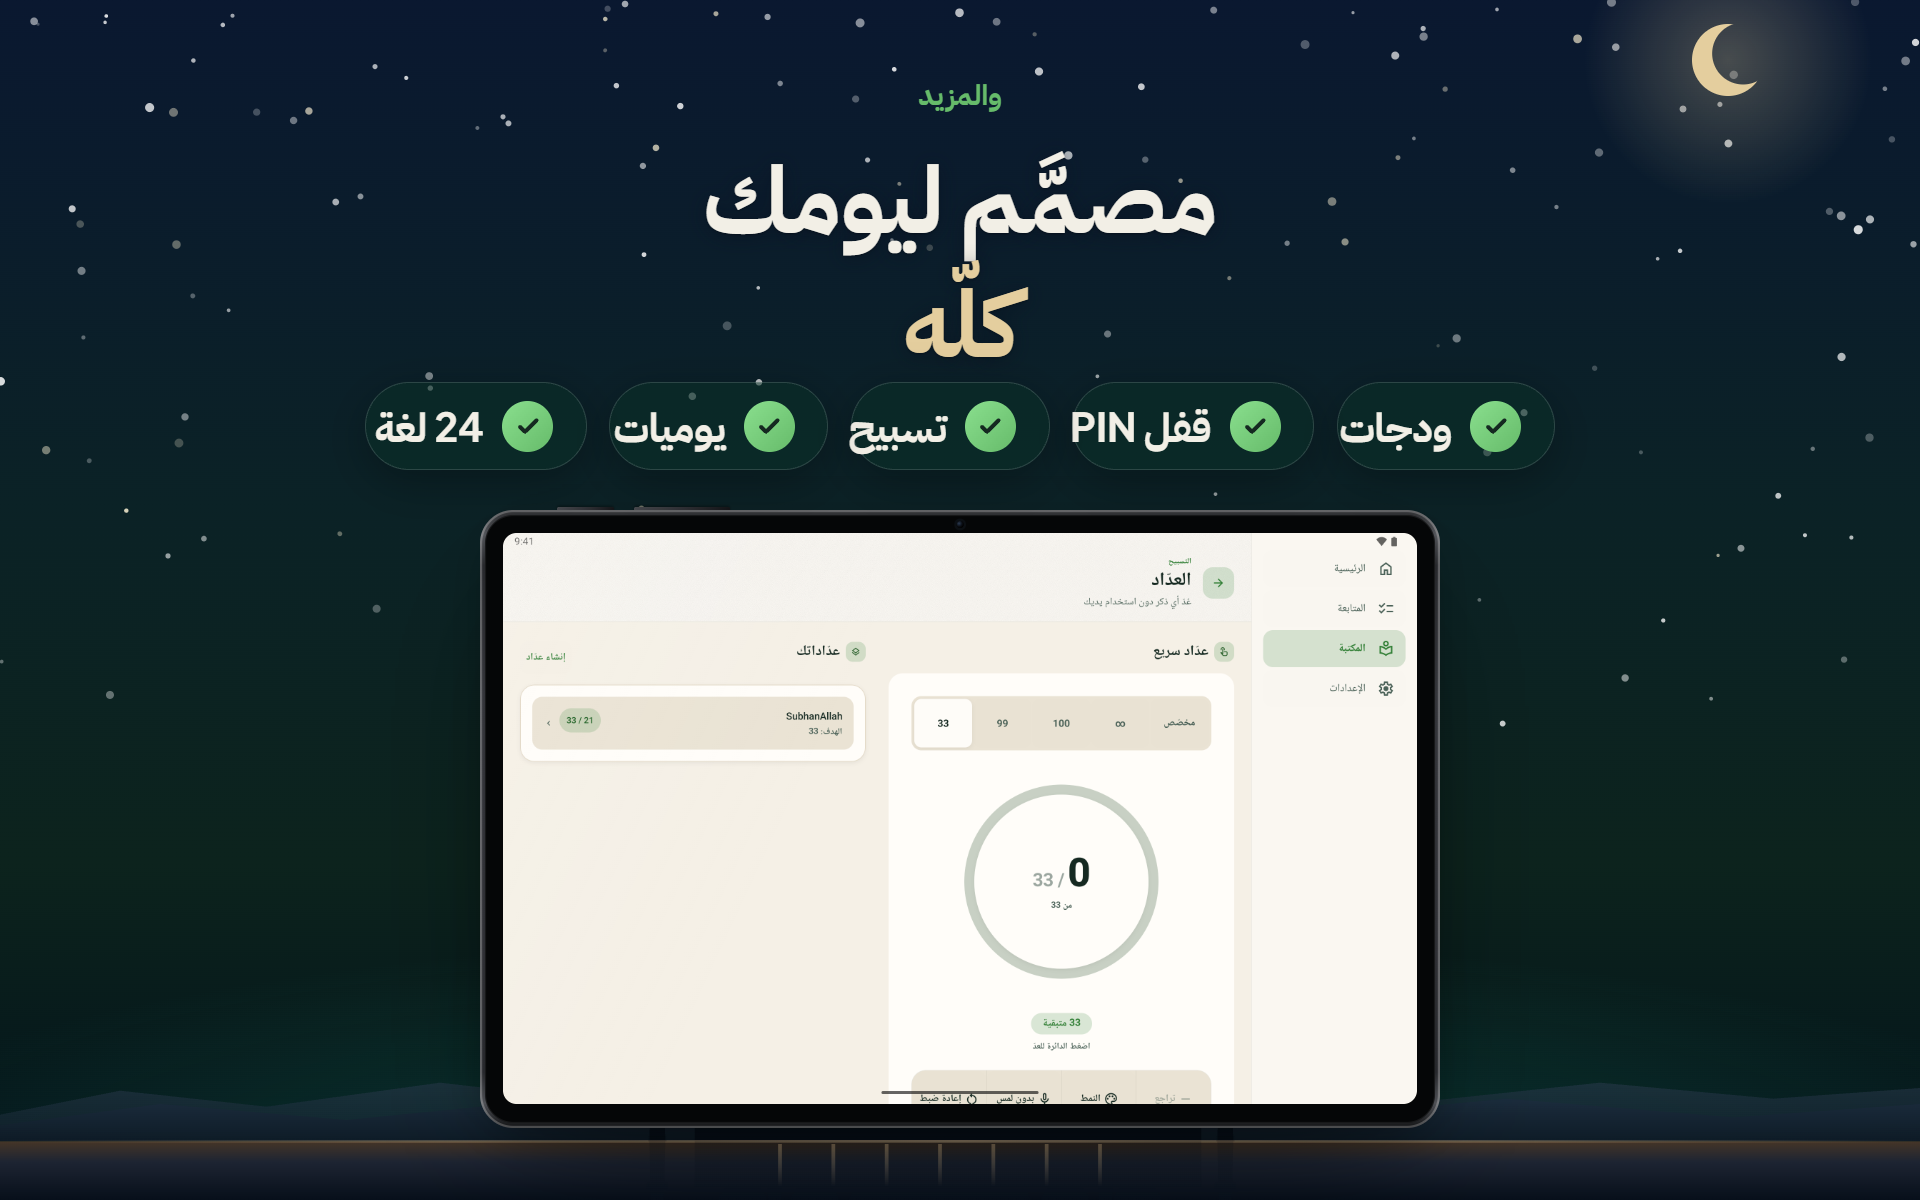 والمزيد
مصمَّم ليومك
كلّه
ودجات
قفل PIN
تسبيح
يوميات
24 لغة
9:41
الرئيسية
المتابعة
المكتبة
الإعدادات
التسبيح
العدّاد
عُدّ أي ذكر دون استخدام يديك
عدّاد سريع
مخصّص
∞
100
99
33
0 / 33
من 33
33 متبقية
اضغط الدائرة للعدّ
تراجع
النمط
بدون لمس
إعادة ضبط
عدّاداتك
إنشاء عدّاد
SubhanAllah
الهدف: 33
21 / 33